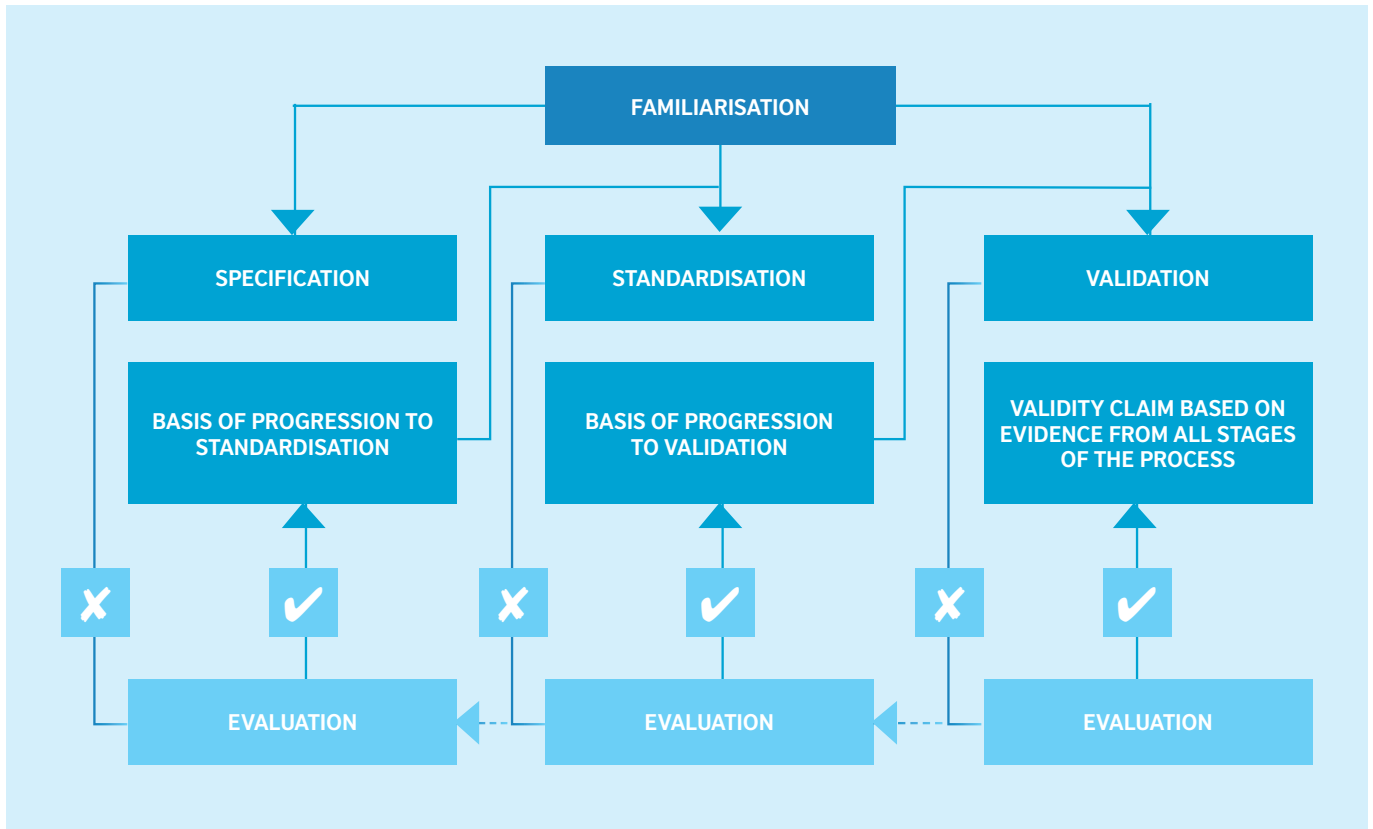 FAMILIARISATION
SPECIFICATION
STANDARDISATION
VALIDATION
BASIS OF PROGRESSION TO
STANDARDISATION
BASIS OF PROGRESSION
TO VALIDATION
VALIDITY CLAIM BASED ON
EVIDENCE FROM ALL STAGES
OF THE PROCESS
EVALUATION
EVALUATION
EVALUATION